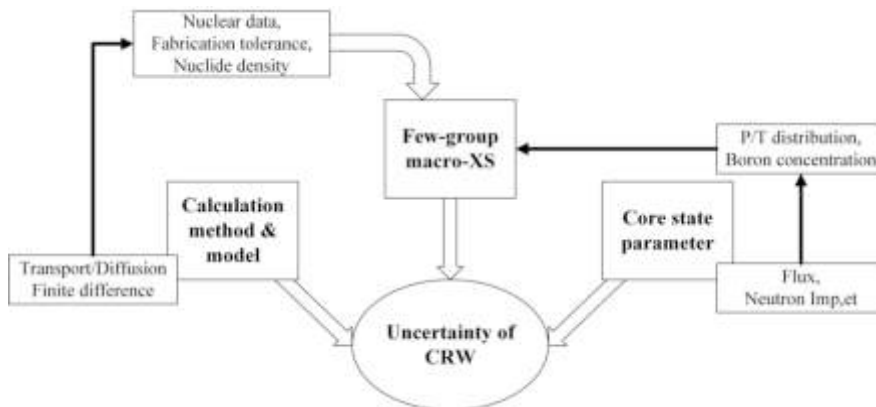 Nuclear data,
Fabrication tolerance,
Nuclide density
Few-group
macro-XS
P/T distribution,
Boron concentration
Calculation
method &
model
Core state
parameter
Transport/Diffusion
Finite difference
Flux,
Neutron Imp,et
Uncertainty of
CRW